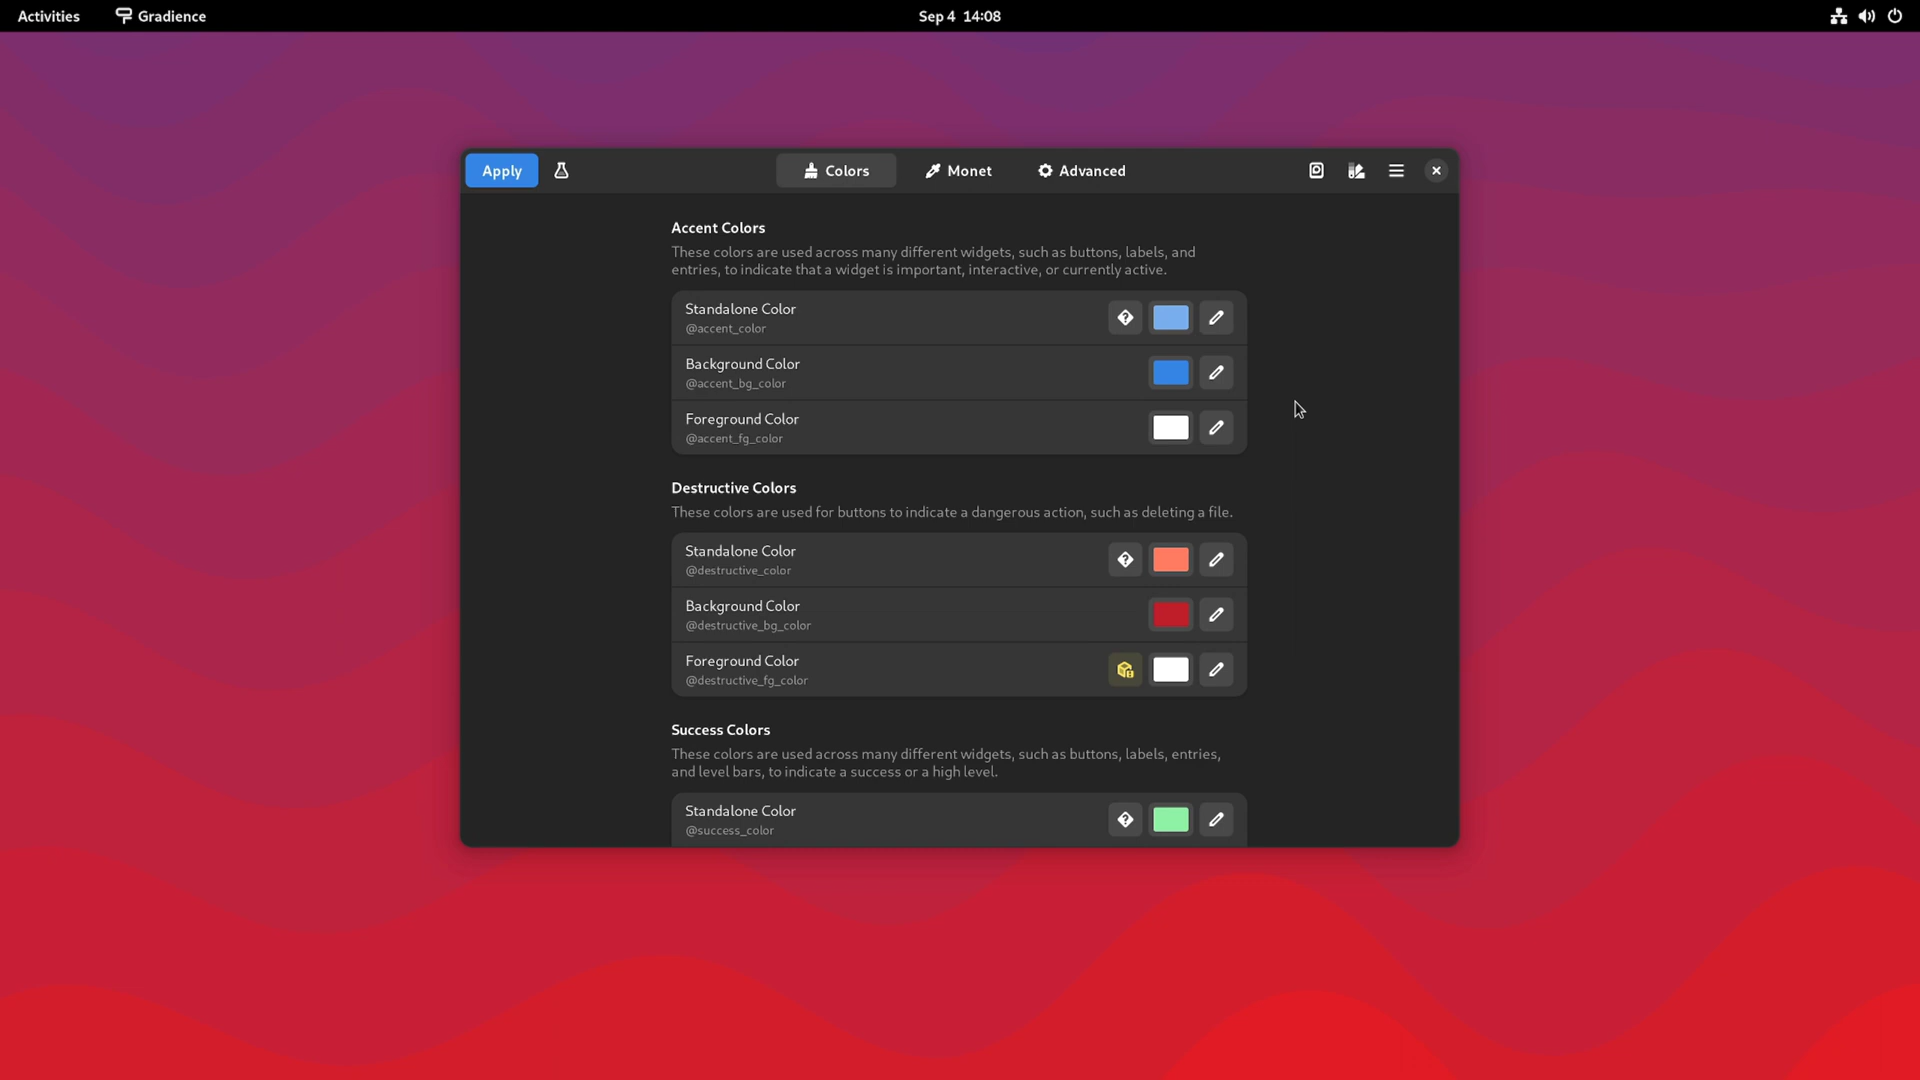 Activities
Gradience
Sep 4 14:08
Apply
Colors
Monet
Advanced
Accent Colors
These colors are used across many different widgets, such as buttons, labels, and
entries, to indicate that a widget is important, interactive, or currently active.
Standalone Color
@accent_color
Background Color
@accent_bg_color
Foreground Color
@accent_fg_color
Destructive Colors
These colors are used for buttons to indicate a dangerous action, such as deleting a file.
Standalone Color
@destructive_color
Background Color
@destructive_bg_color
Foreground Color
@destructive_fg_color
Success Colors
These colors are used across many different widgets, such as buttons, labels, entries,
and level bars, to indicate a success or a high level.
Standalone Color
@success_color